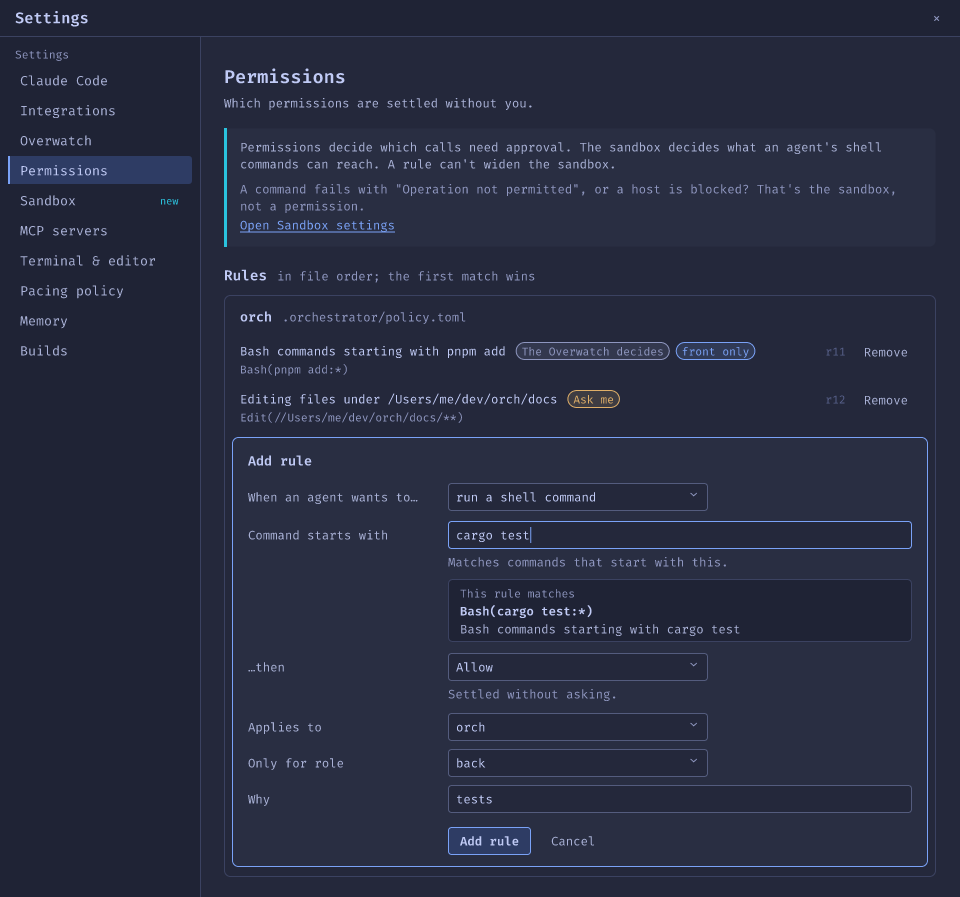 Settings
×
Settings
Claude Code
Integrations
Overwatch
Permissions
Sandbox new
MCP servers
Terminal & editor
Pacing policy
Memory
Builds
Permissions
Which permissions are settled without you.
Permissions decide which calls need approval. The sandbox decides what an agent's shell
commands can reach. A rule can't widen the sandbox.
A command fails with "Operation not permitted", or a host is blocked? That's the sandbox,
not a permission.
Open Sandbox settings
Rules in file order; the first match wins
orch .orchestrator/policy.toml
Bash commands starting with pnpm add The Overwatch decides front only r11 Remove
Bash(pnpm add:*)
Editing files under /Users/me/dev/orch/docs Ask me r12 Remove
Edit(//Users/me/dev/orch/docs/**)
Add rule
When an agent wants to… run a shell command
Command starts with cargo test
Matches commands that start with this.
This rule matches
Bash(cargo test:*)
Bash commands starting with cargo test
…then Allow
Settled without asking.
Applies to orch
Only for role back
Why tests
Add rule Cancel